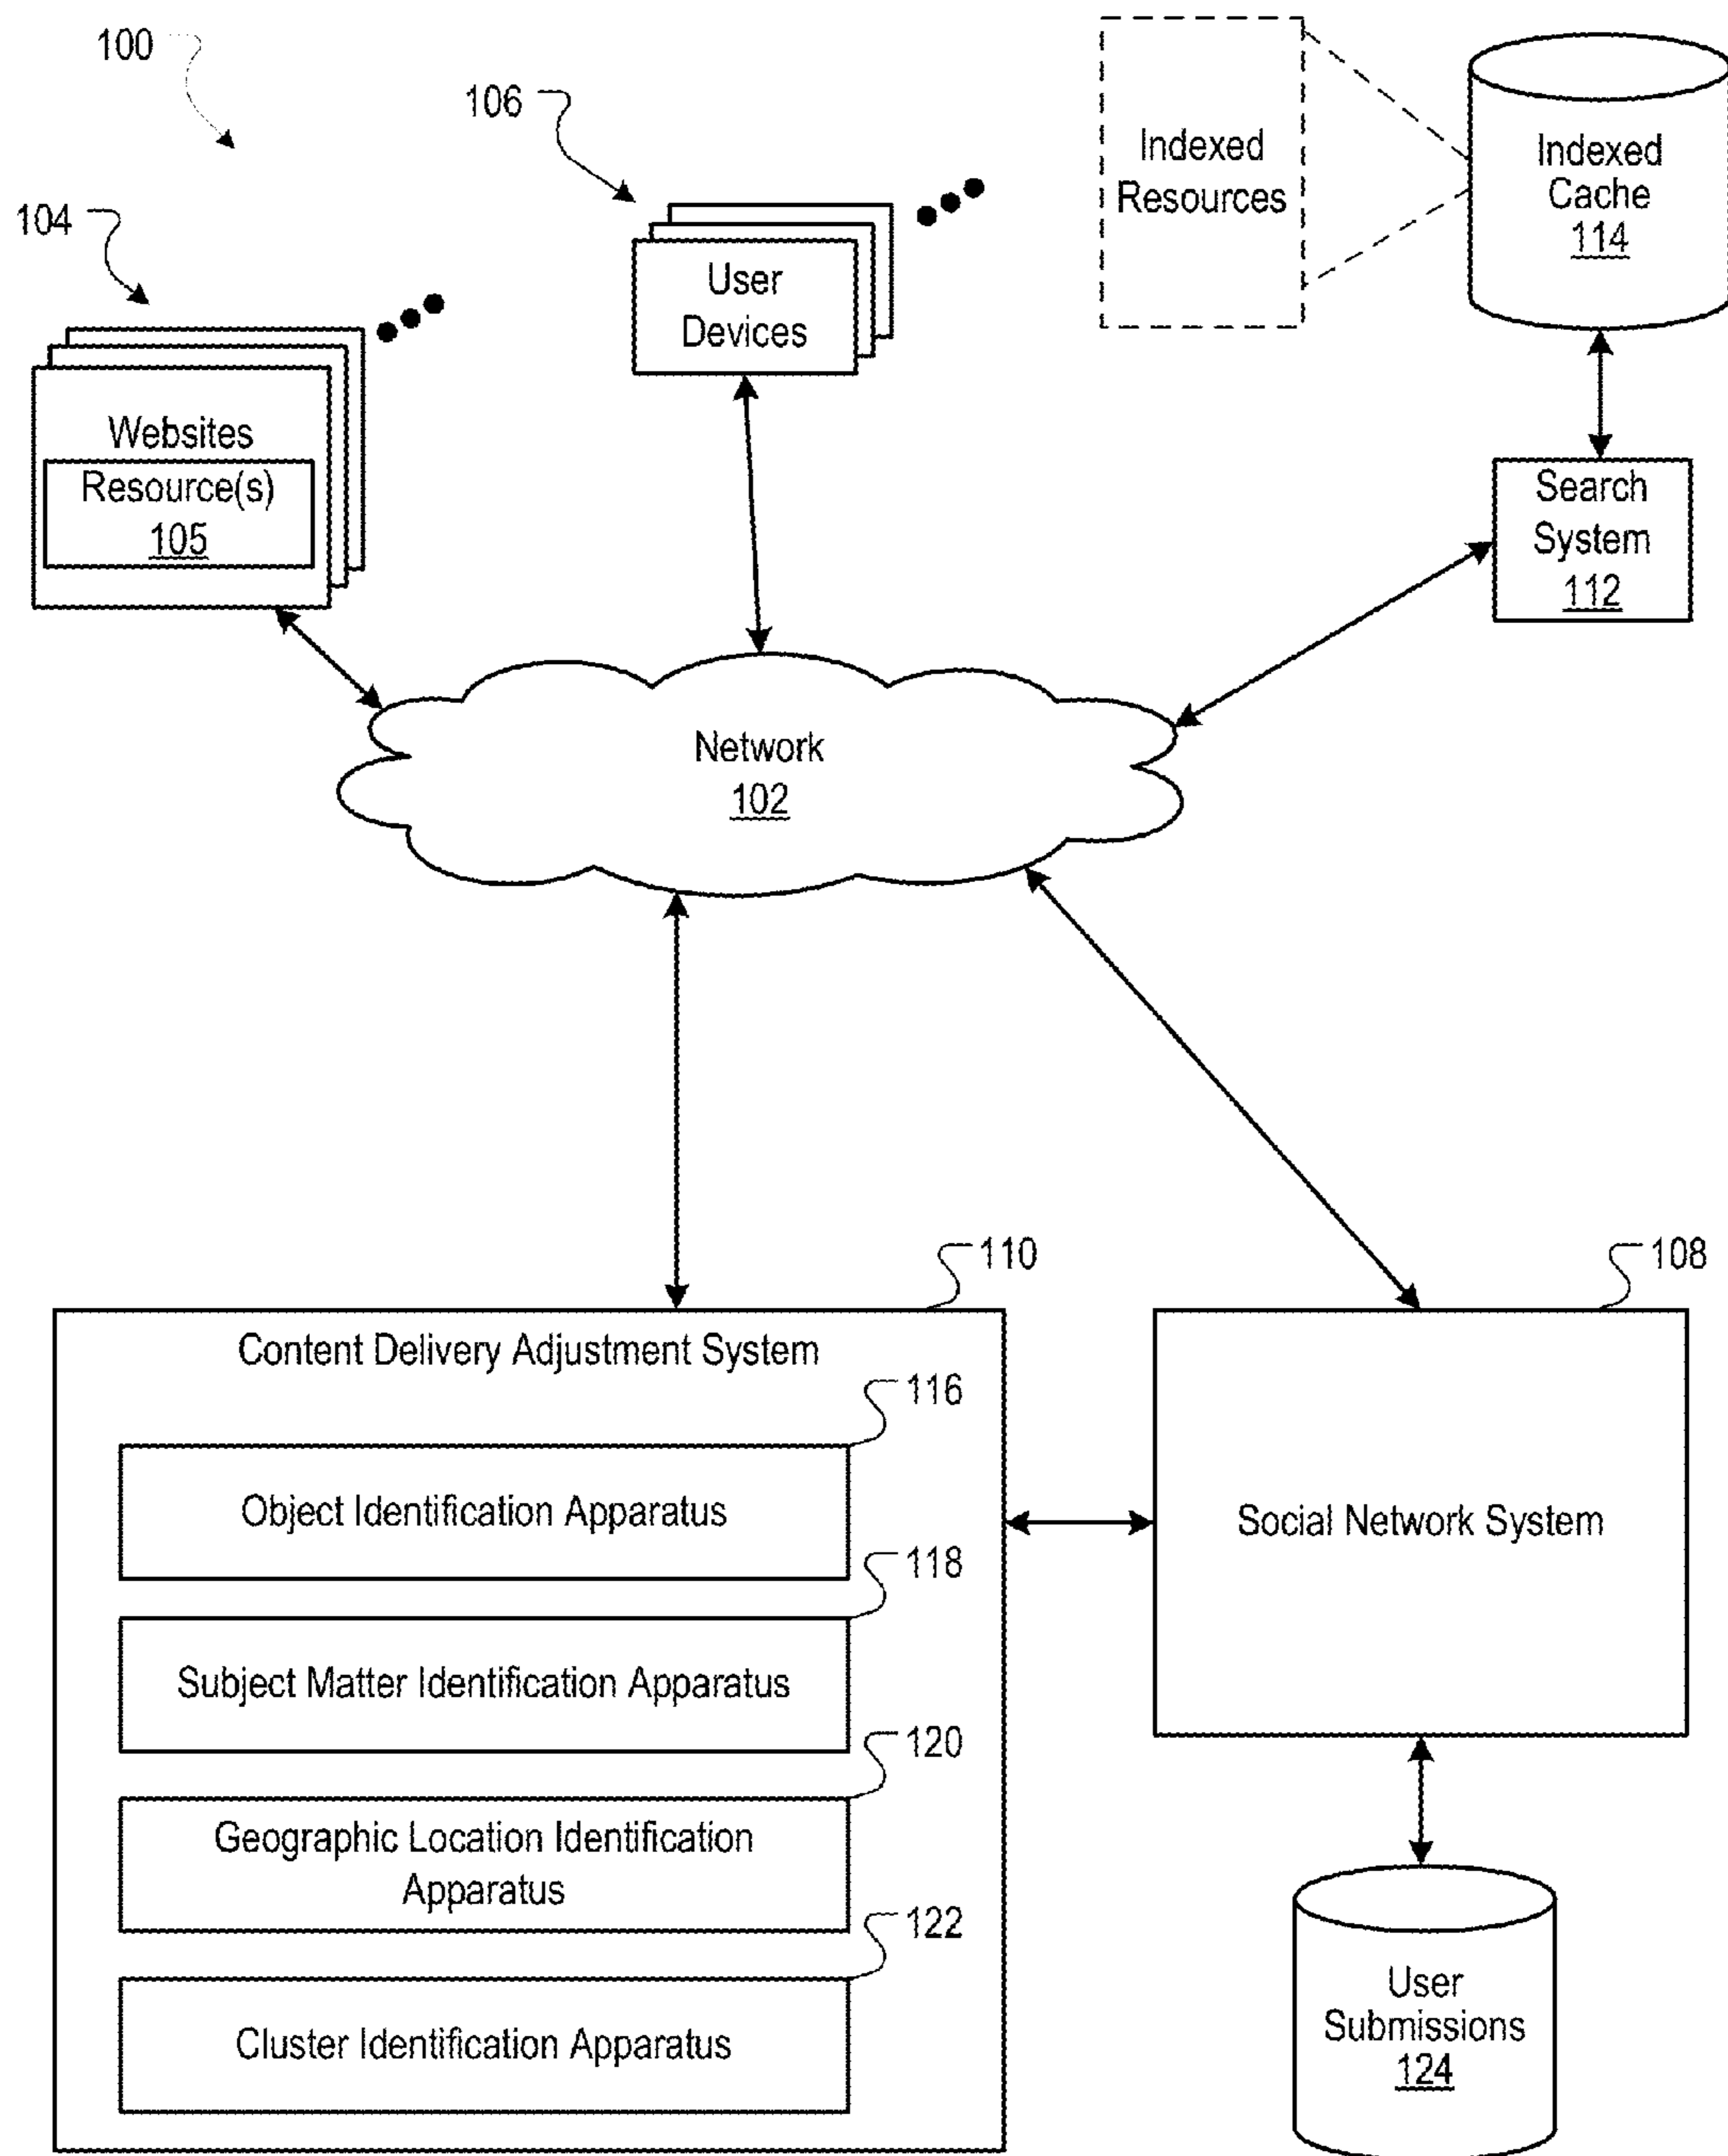 100
106
104
Indexed
Resources
Indexed
Cache
114
User
Devices
Websites
Resource(s)
105
Search
System
112
Network
102
110
108
Content Delivery Adjustment System
116
Object Identification Apparatus
118
Subject Matter Identification Apparatus
120
Geographic Location Identification
Apparatus
122
Cluster Identification Apparatus
Social Network System
User
Submissions
124